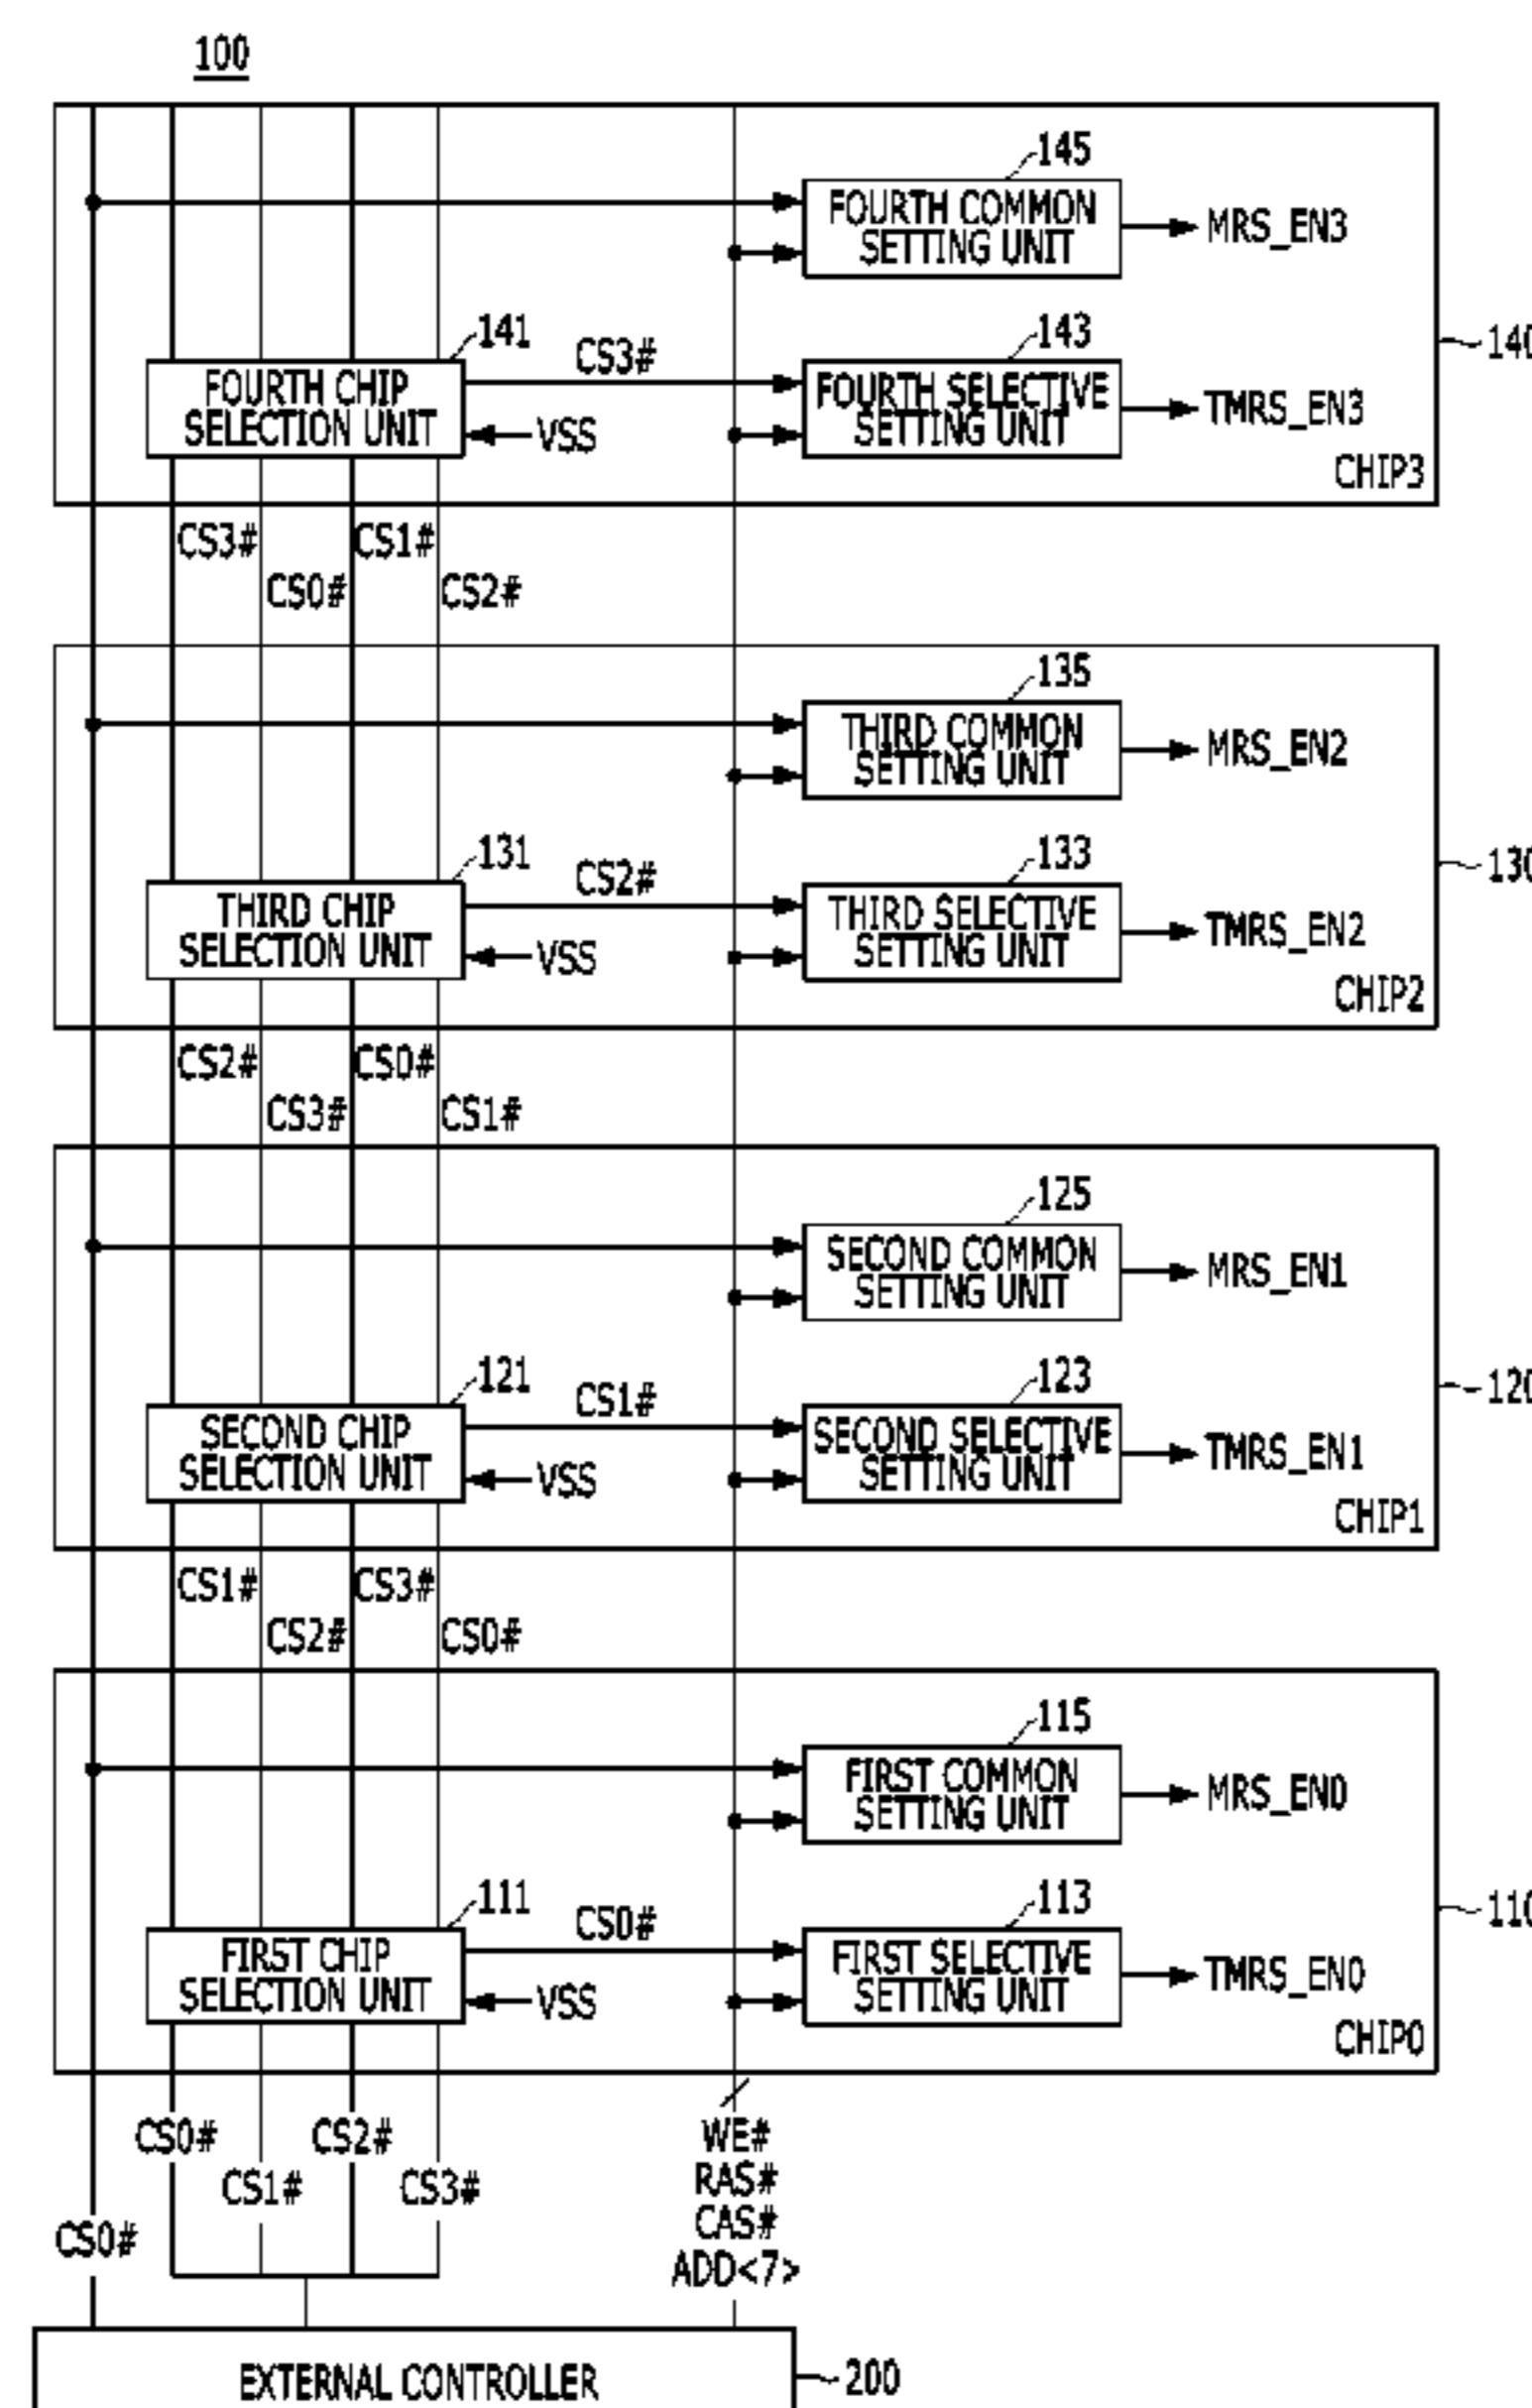 100
145
FOURTH COMMON
SETTING UNIT
MRS_EN3
141
CS3#
143
140
FOURTH CHIP
SELECTION UNIT
VSS
FOURTH SELECTIVE
SETTING UNIT
TMRS_EN3
CHIP3
CS3#
CS1#
CS0#
CS2#
135
THIRD COMMON
SETTING UNIT
MRS_EN2
131
CS2#
133
130
THIRD CHIP
SELECTION UNIT
VSS
THIRD SELECTIVE
SETTING UNIT
TMRS_EN2
CHIP2
CS2#
CS0#
CS3#
CS1#
125
SECOND COMMON
SETTING UNIT
MRS_EN1
121
CS1#
123
120
SECOND CHIP
SELECTION UNIT
VSS
SECOND SELECTIVE
SETTING UNIT
TMRS_EN1
CHIP1
CS1#
CS3#
CS2#
CS0#
115
FIRST COMMON
SETTING UNIT
MRS_EN0
111
CS0#
113
110
FIRST CHIP
SELECTION UNIT
VSS
FIRST SELECTIVE
SETTING UNIT
TMRS_EN0
CHIP0
CS0#
CS2#
CS1#
CS3#
CS0#
WE#
RAS#
CAS#
ADD<7>
EXTERNAL CONTROLLER
200